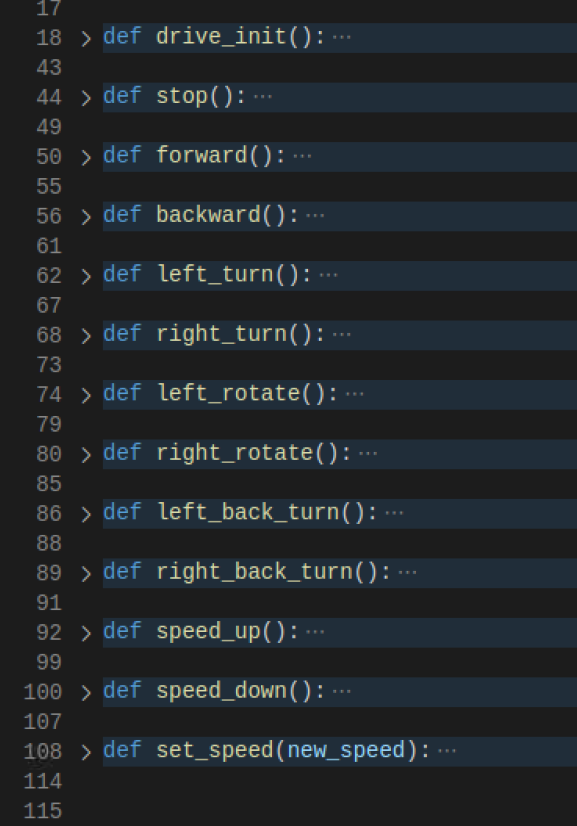 17
18 > def drive_init(): ···
43
44 > def stop(): ···
49
50 > def forward(): ···
55
56 > def backward(): ···
61
62 > def left_turn(): ···
67
68 > def right_turn(): ···
73
74 > def left_rotate(): ···
79
80 > def right_rotate(): ···
85
86 > def left_back_turn(): ···
88
89 > def right_back_turn(): ···
91
92 > def speed_up(): ···
99
100 > def speed_down(): ···
107
108 > def set_speed(new_speed): ···
114
115